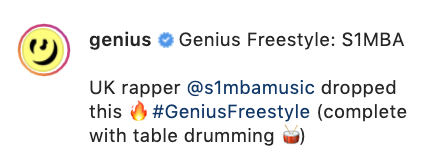 genius Genius Freestyle: S1MBA
UK rapper @s1mbamusic dropped
this 🔥 #GeniusFreestyle (complete
with table drumming 🥁)